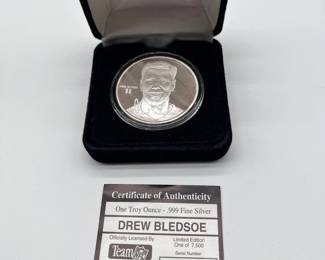 Certificate of Authenticity
One Troy Ounce - .999 Fine Silver
DREW BLEDSOE
Officially Licensed By
Limited Edition
One of 7,500
Team
Serial Number